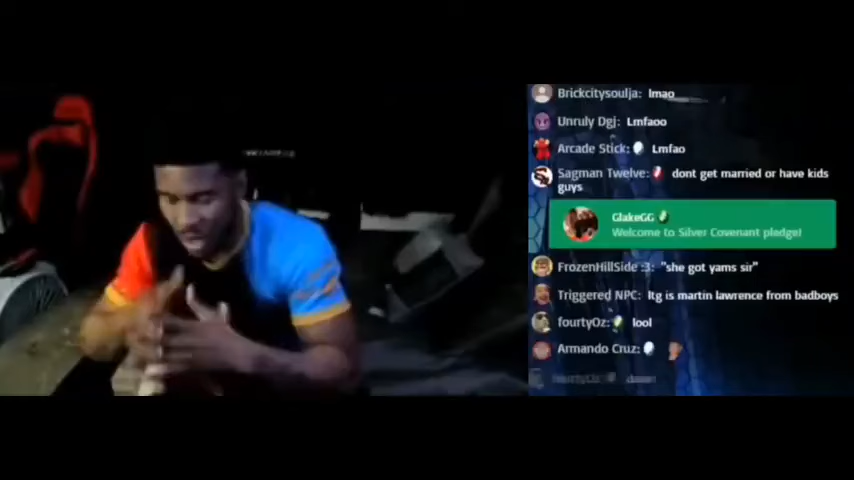 Brickcitysoulja: lmao
Unruly Dgj: Lmfaoo
Arcade Stick: Lmfao
Sagman Twelve: dont get married or have kids
guys
GlakeGG
Welcome to Silver Covenant pledge!
FrozenHillSide :3: "she got yams sir"
Triggered NPC: ltg is martin lawrence from badboys
fourtyOz: lool
Armando Cruz: